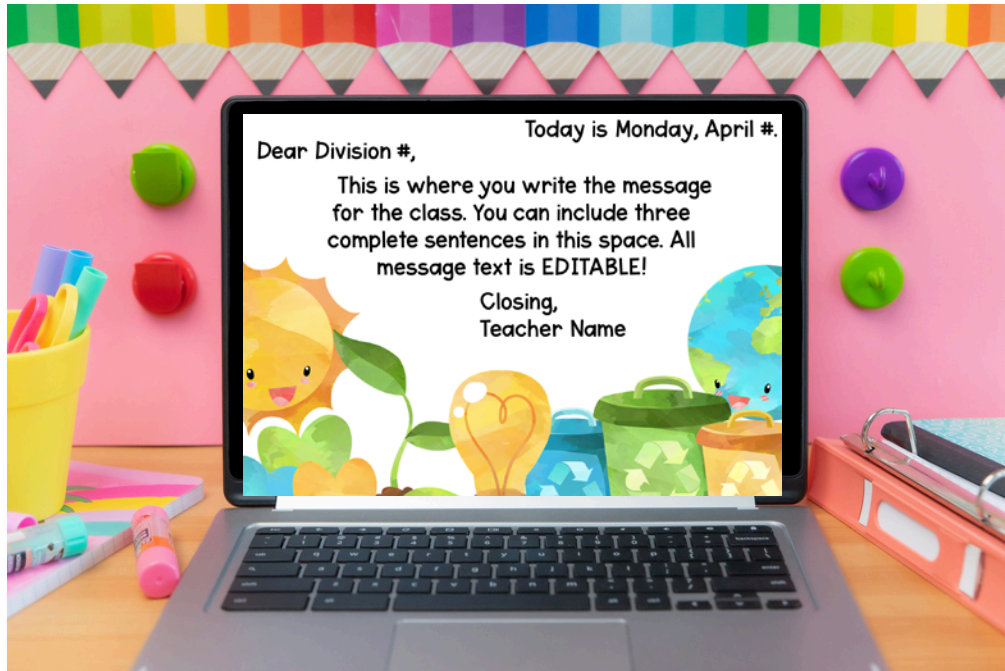 Today is Monday, April #.
Dear Division #,
This is where you write the message
for the class. You can include three
complete sentences in this space. All
message text is EDITABLE!
Closing,
Teacher Name